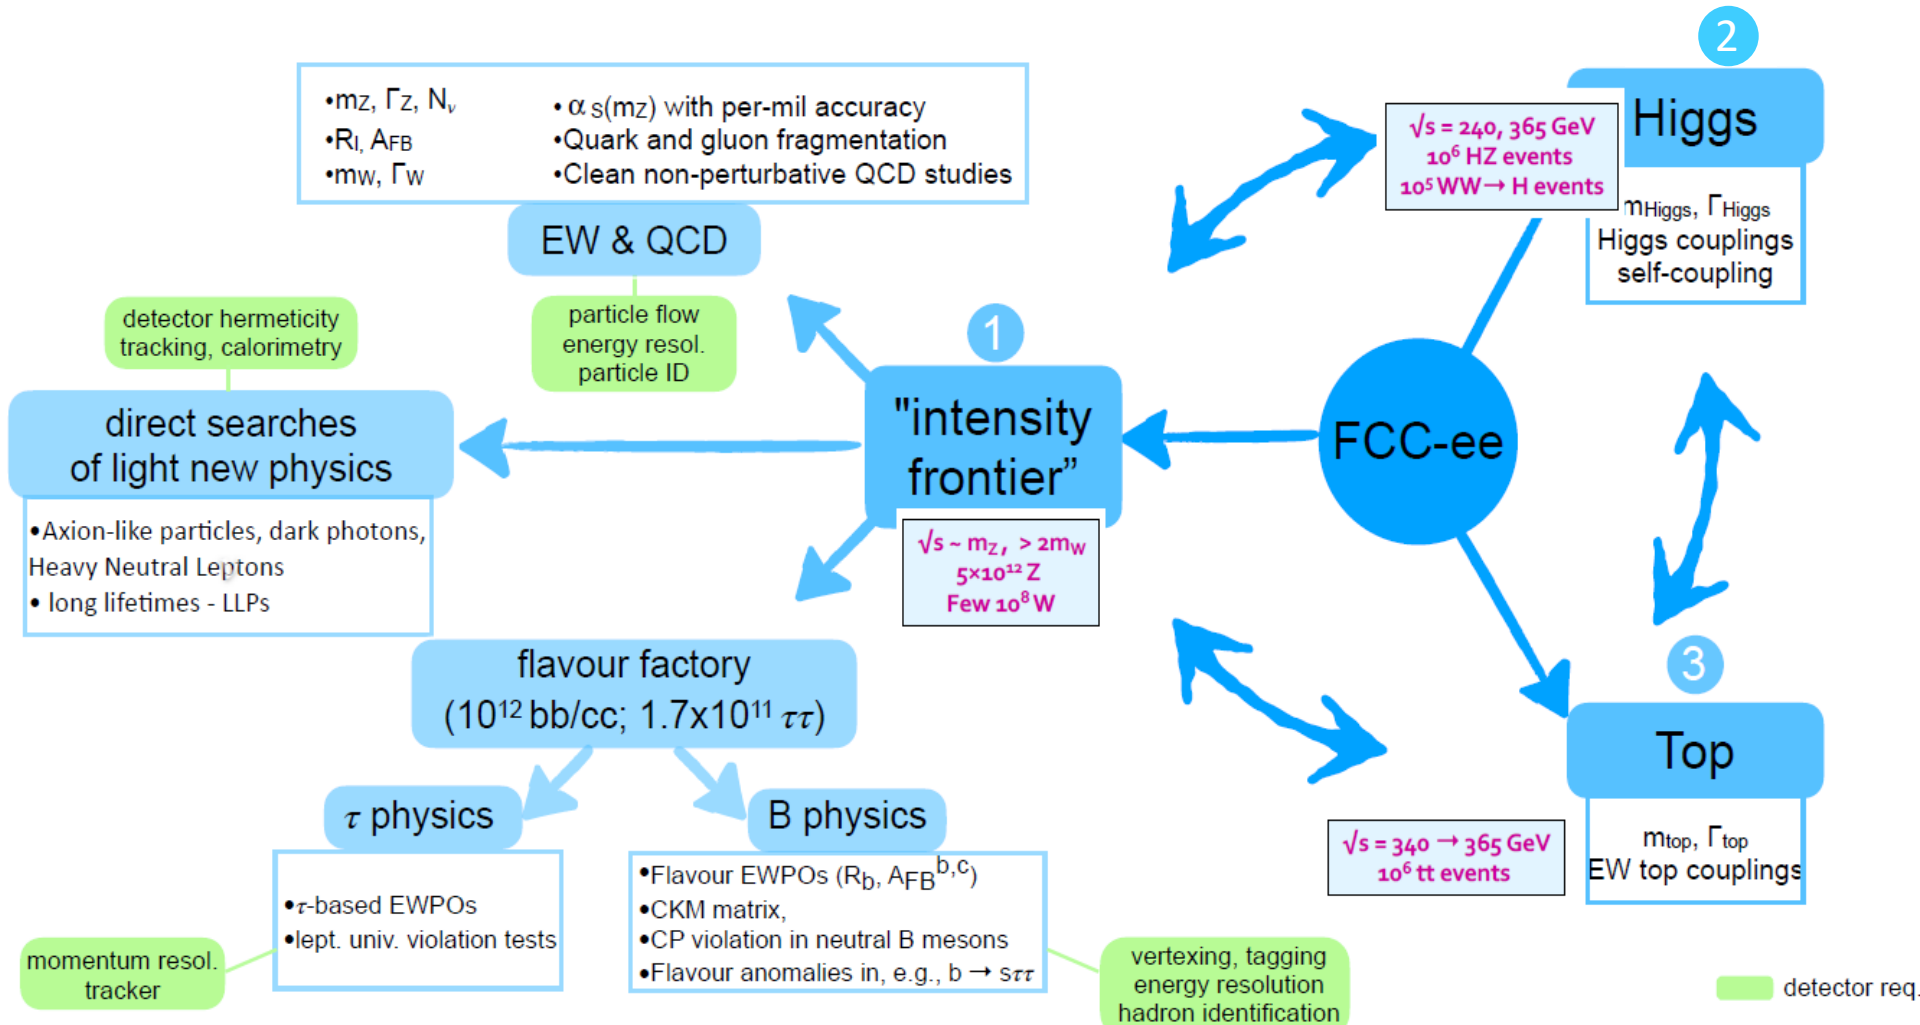 2
•mZ, ΓZ, Nν
•Rl, AFB
•mW, ΓW
•αS(mZ) with per-mil accuracy
•Quark and gluon fragmentation
•Clean non-perturbative QCD studies
EW & QCD
particle flow
energy resol.
particle ID
detector hermeticity
tracking, calorimetry
direct searches
of light new physics
•Axion-like particles, dark photons,
Heavy Neutral Leptons
• long lifetimes - LLPs
1
"intensity
frontier”
√s ~ mZ, > 2mW
5×10¹² Z
Few 10⁸ W
FCC-ee
Higgs
√s = 240, 365 GeV
10⁶ HZ events
10⁵ WW → H events
mHiggs, ΓHiggs
Higgs couplings
self-coupling
flavour factory
(10¹² bb/cc; 1.7x10¹¹ ττ)
τ physics
•τ-based EWPOs
•lept. univ. violation tests
momentum resol.
tracker
B physics
•Flavour EWPOs (Rb, AFBᵇ,ᶜ)
•CKM matrix,
•CP violation in neutral B mesons
•Flavour anomalies in, e.g., b → sττ
vertexing, tagging
energy resolution
hadron identification
3
Top
√s = 340 → 365 GeV
10⁶ tt events
mtop, Γtop
EW top couplings
detector req.